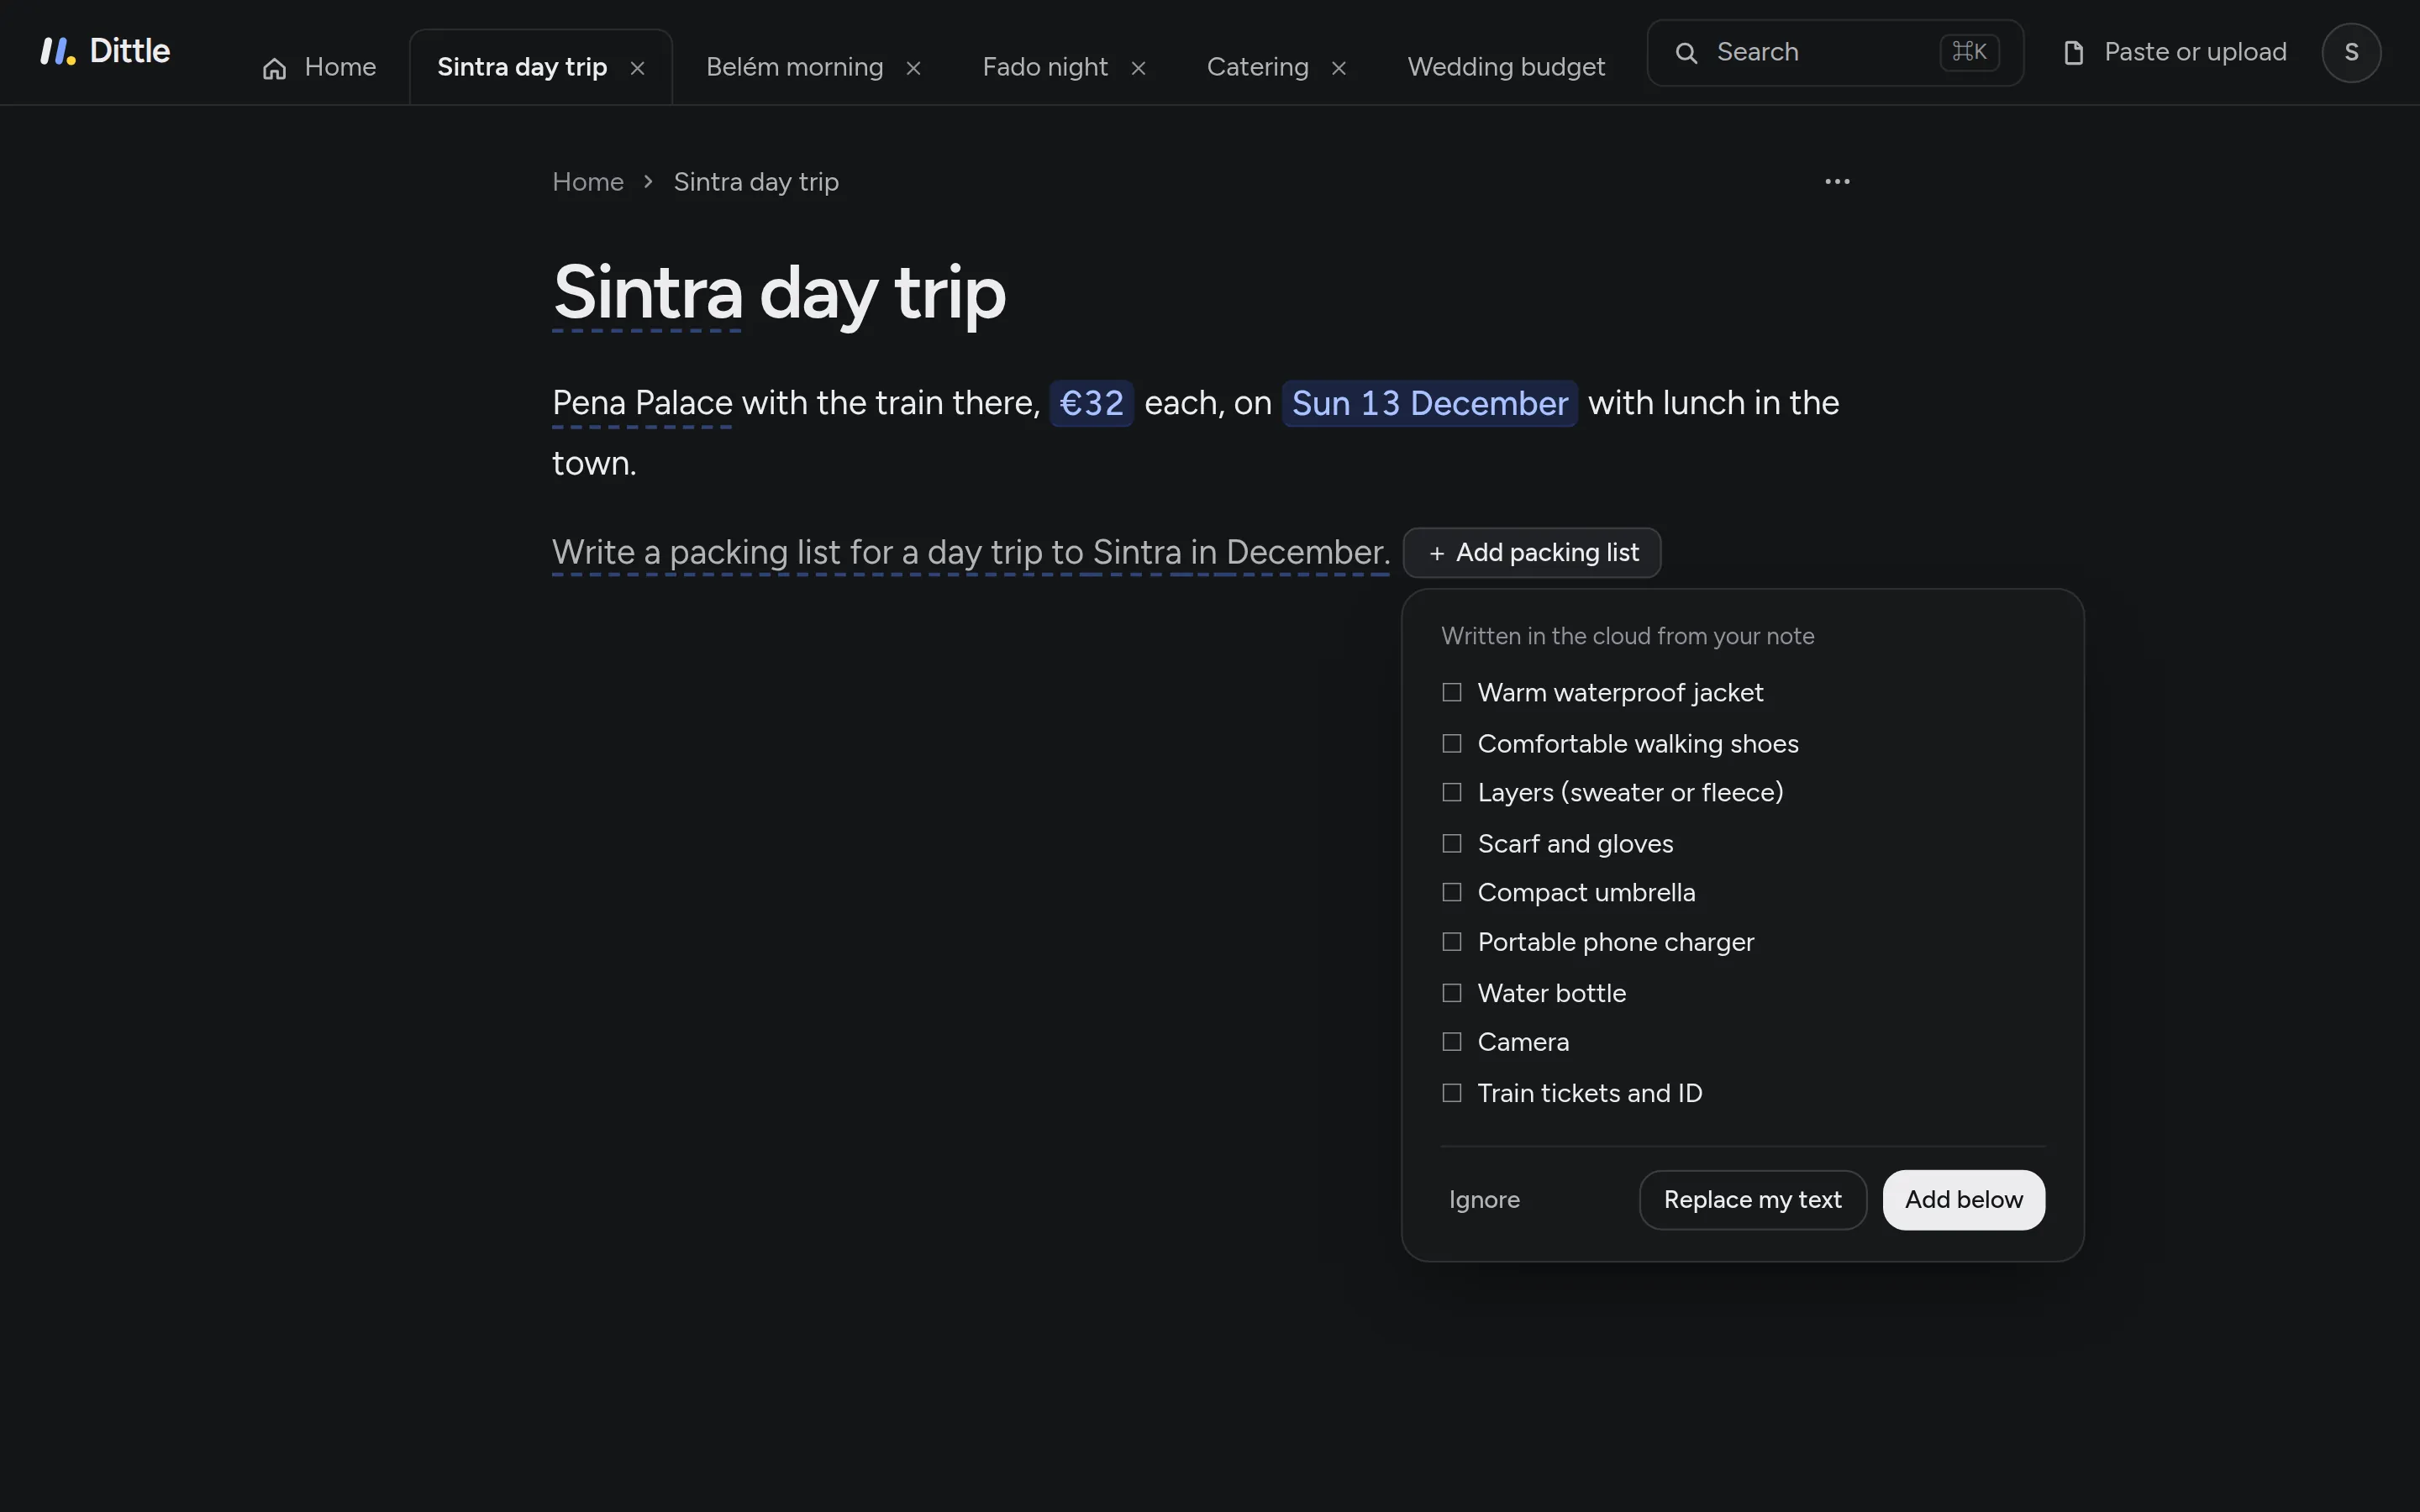 Dittle
Home
Sintra day trip
Belém morning
Fado night
Catering
Wedding budget
Search
⌘K
Paste or upload
S
Home
Sintra day trip
Sintra day trip
Pena Palace with the train there, €32 each, on Sun 13 December with lunch in the
town.
Write a packing list for a day trip to Sintra in December.
+ Add packing list
Written in the cloud from your note
Warm waterproof jacket
Comfortable walking shoes
Layers (sweater or fleece)
Scarf and gloves
Compact umbrella
Portable phone charger
Water bottle
Camera
Train tickets and ID
Ignore
Replace my text
Add below